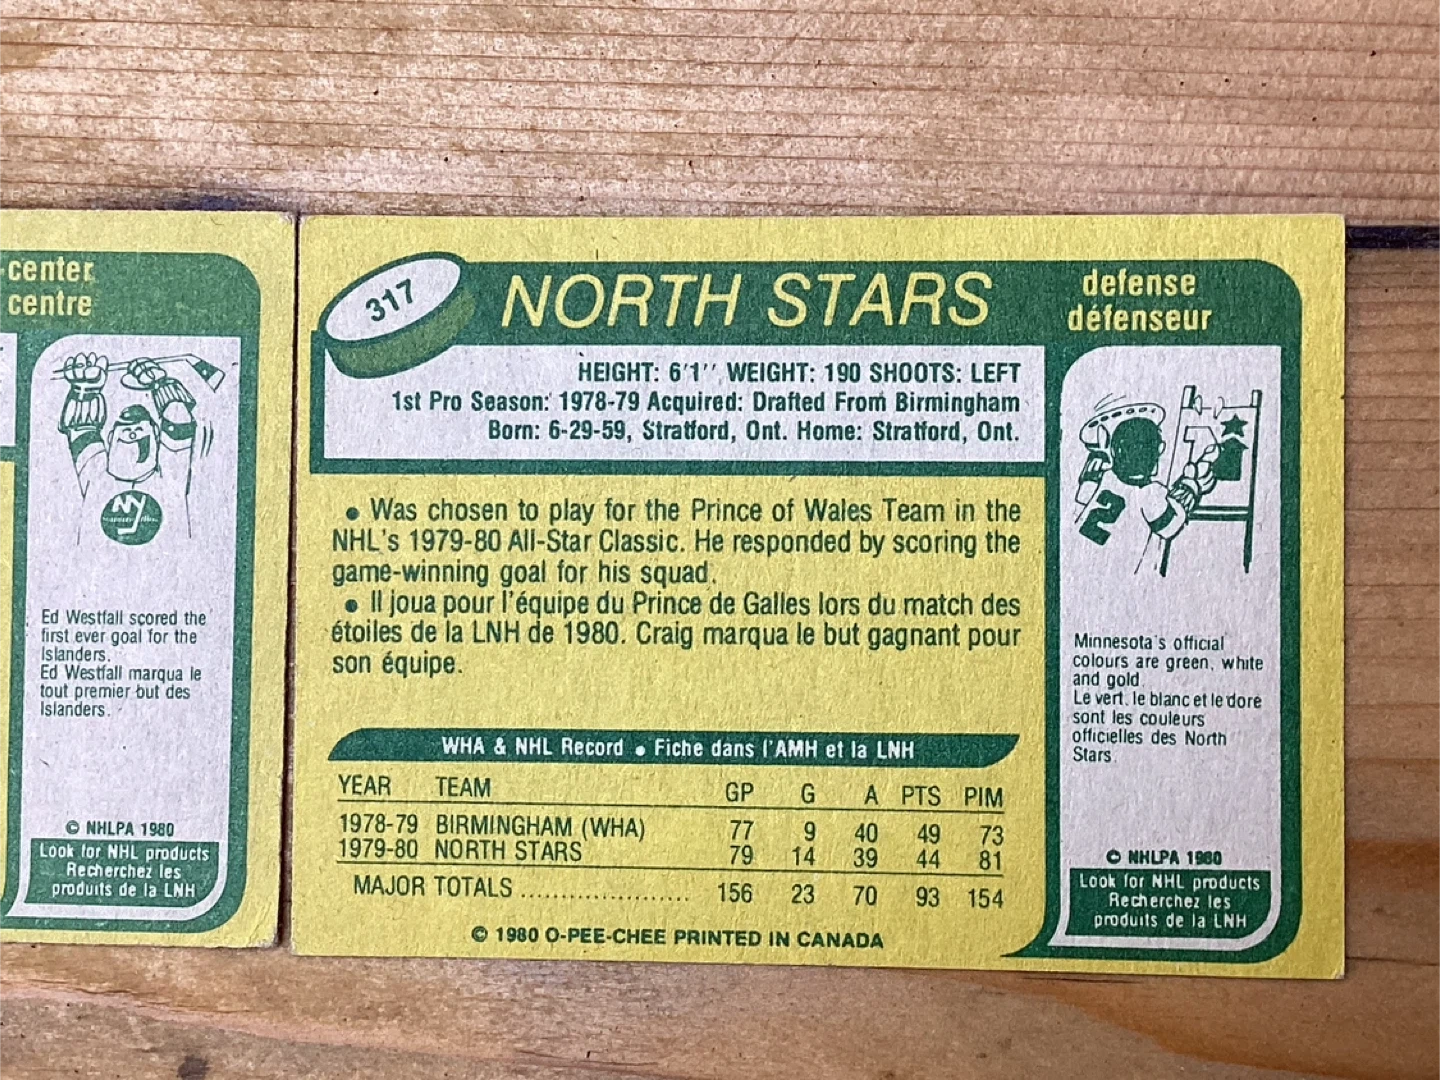 center
centre
NY
Ed Westfall scored the
first ever goal for the
Islanders.
Ed Westfall marqua le
tout premier but des
Islanders.
© NHLPA 1980
Look for NHL products
Recherchez les
produits de la LNH
317
NORTH STARS
defense
défenseur
HEIGHT: 6'1'' WEIGHT: 190 SHOOTS: LEFT
1st Pro Season: 1978-79 Acquired: Drafted From Birmingham
Born: 6-29-59, Stratford, Ont. Home: Stratford, Ont.
• Was chosen to play for the Prince of Wales Team in the
NHL's 1979-80 All-Star Classic. He responded by scoring the
game-winning goal for his squad.
• Il joua pour l'équipe du Prince de Galles lors du match des
étoiles de la LNH de 1980. Craig marqua le but gagnant pour
son équipe.
WHA & NHL Record • Fiche dans l'AMH et la LNH
YEAR TEAM GP G A PTS PIM
1978-79 BIRMINGHAM (WHA) 77 9 40 49 73
1979-80 NORTH STARS 79 14 39 44 81
MAJOR TOTALS ........................ 156 23 70 93 154
© 1980 O-PEE-CHEE PRINTED IN CANADA
2
Minnesota's official
colours are green, white
and gold.
Le vert, le blanc et le doré
sont les couleurs
officielles des North
Stars.
© NHLPA 1980
Look for NHL products
Recherchez les
produits de la LNH